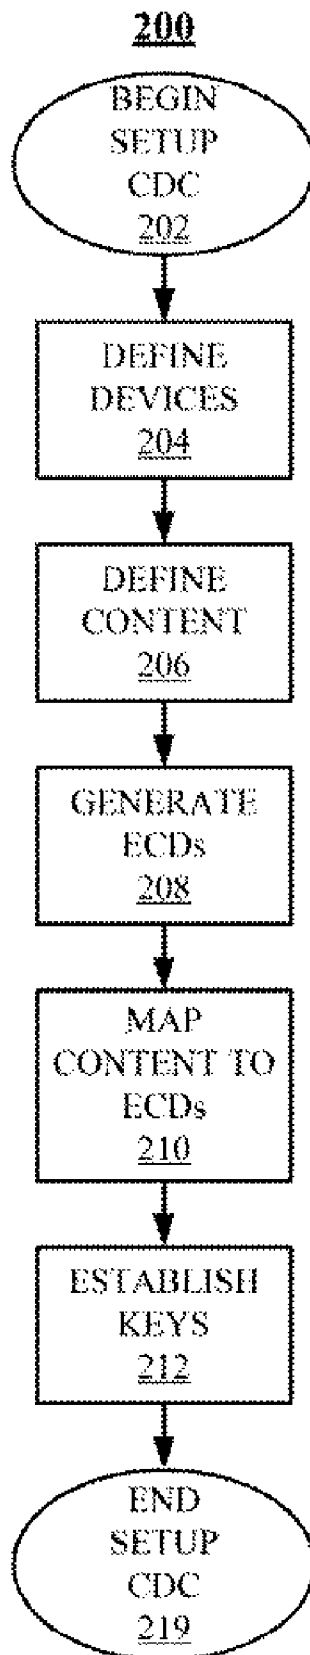 200
BEGIN
SETUP
CDC
202
DEFINE
DEVICES
204
DEFINE
CONTENT
206
GENERATE
ECDs
208
MAP
CONTENT TO
ECDs
210
ESTABLISH
KEYS
212
END
SETUP
CDC
219